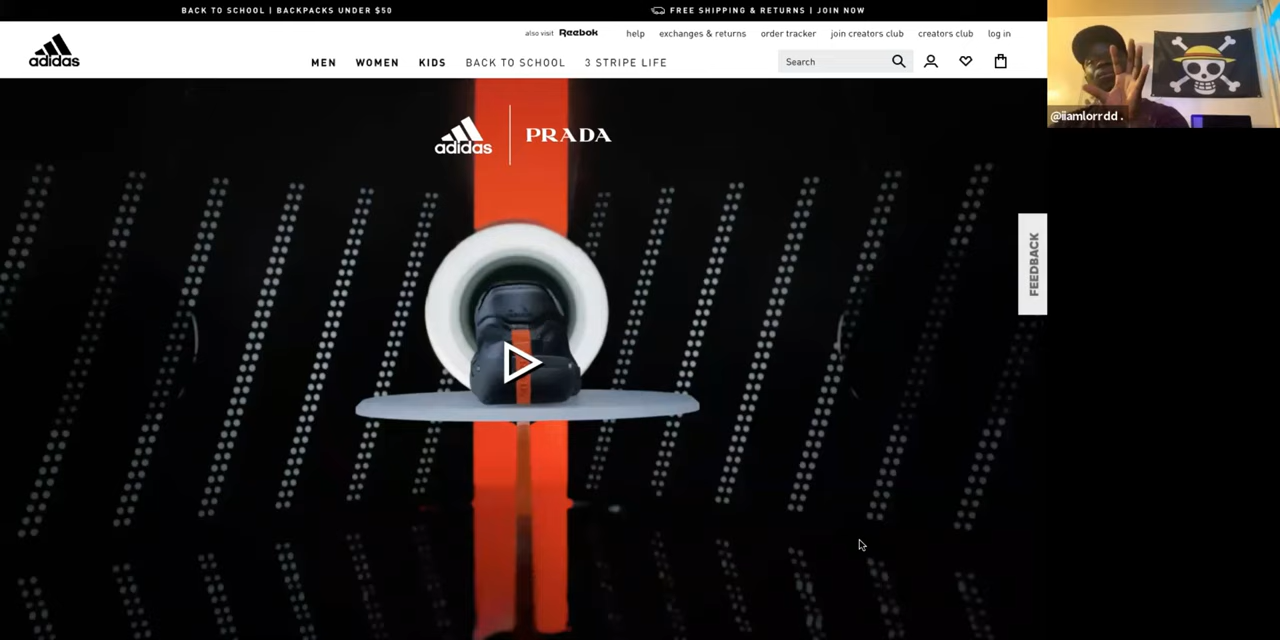 BACK TO SCHOOL | BACKPACKS UNDER $50
FREE SHIPPING & RETURNS | JOIN NOW
also visit Reebok help exchanges & returns order tracker join creators club creators club log in
adidas
MEN WOMEN KIDS BACK TO SCHOOL 3 STRIPE LIFE
Search
adidas | PRADA
FEEDBACK
@iiamlorrdd .